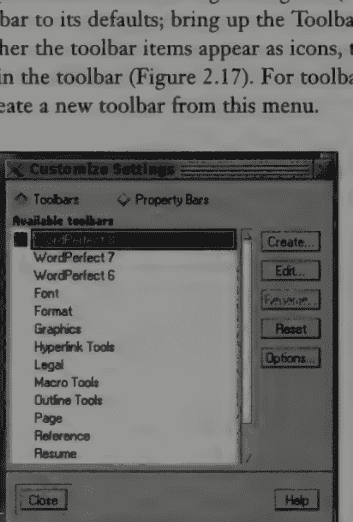 bar to its defaults; bring up the Toolba
her the toolbar items appear as icons, t
in the toolbar (Figure 2.17). For toolba
eate a new toolbar from this menu.
Customize Settings
Toolbars Property Bars
Available toolbars
WordPerfect 8
WordPerfect 7
WordPerfect 6
Font
Format
Graphics
Hyperlink Tools
Legal
Macro Tools
Outline Tools
Page
Reference
Resume
Create...
Edit...
Rename...
Reset
Options...
Close Help